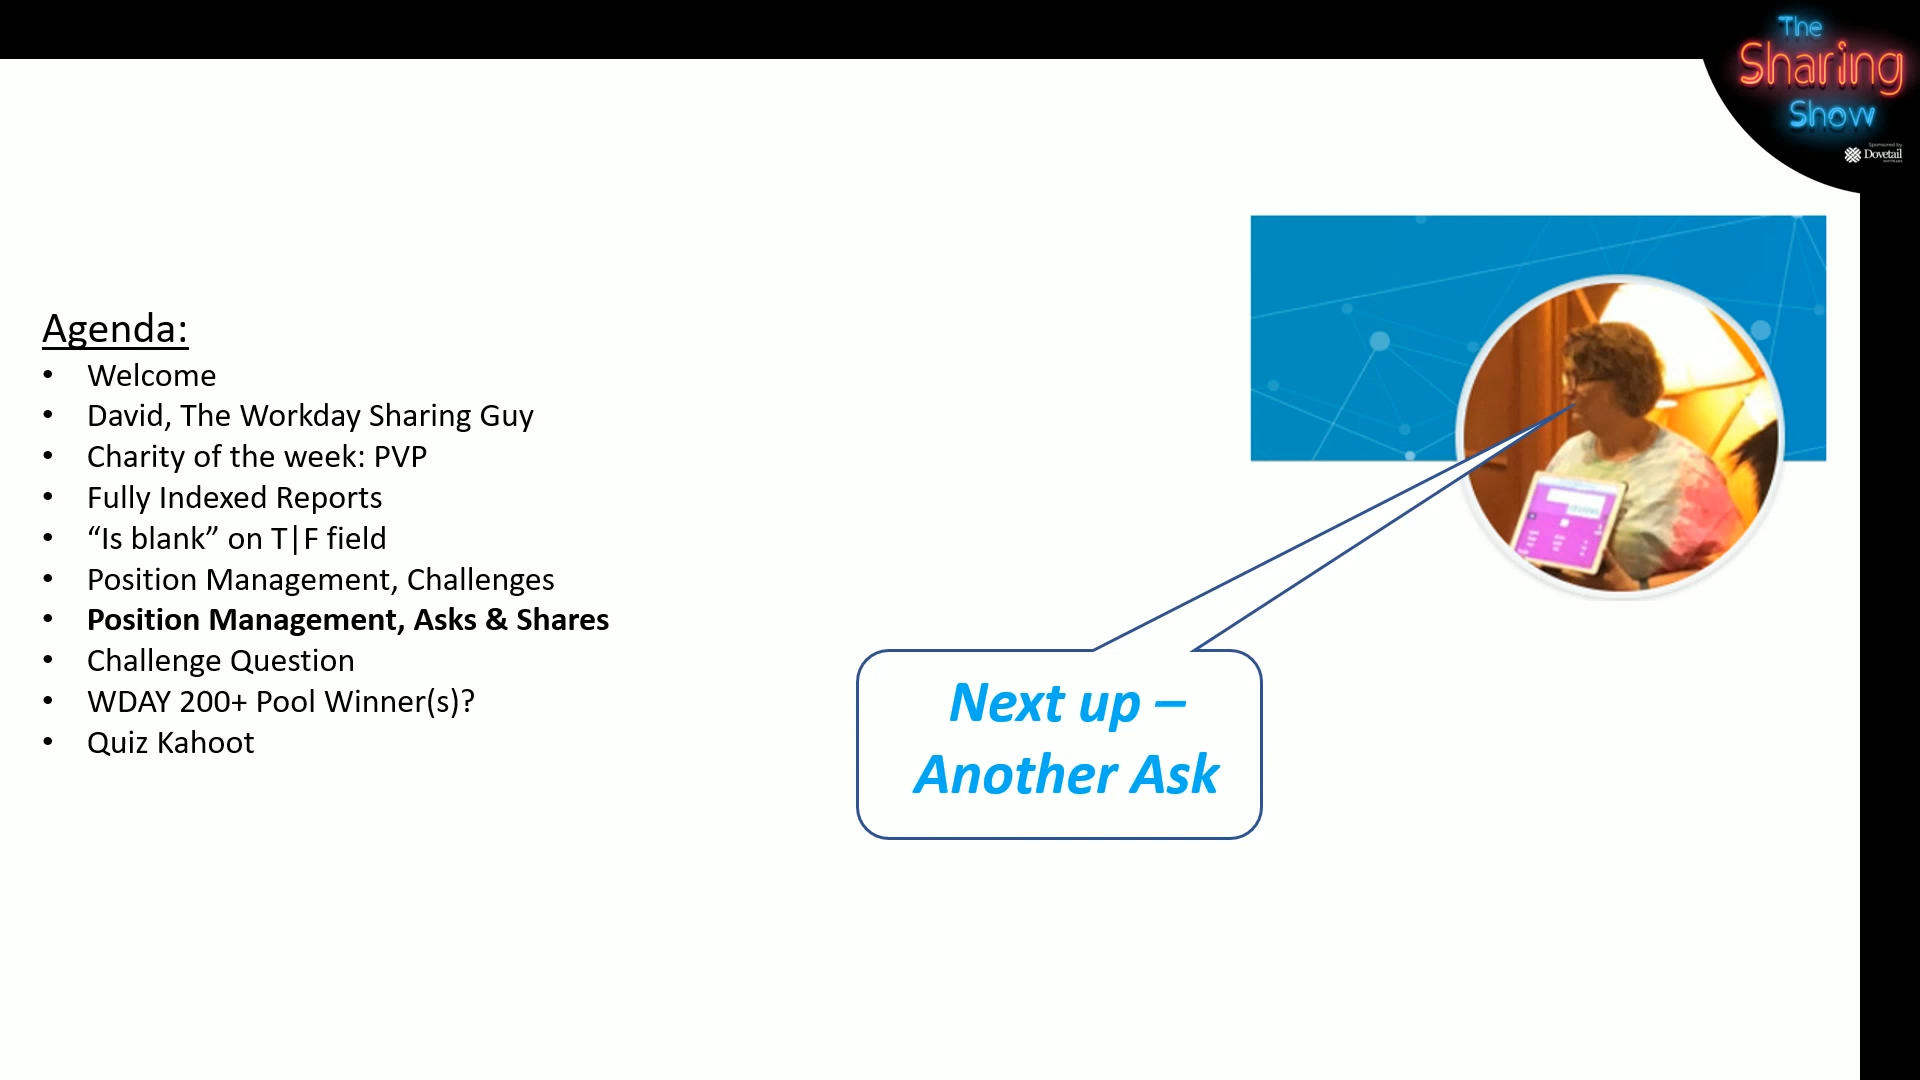 The
Sharing
Show
Sponsored by
Dovetail
Agenda:
• Welcome
• David, The Workday Sharing Guy
• Charity of the week: PVP
• Fully Indexed Reports
• “Is blank” on T|F field
• Position Management, Challenges
• Position Management, Asks & Shares
• Challenge Question
• WDAY 200+ Pool Winner(s)?
• Quiz Kahoot
Next up –
Another Ask